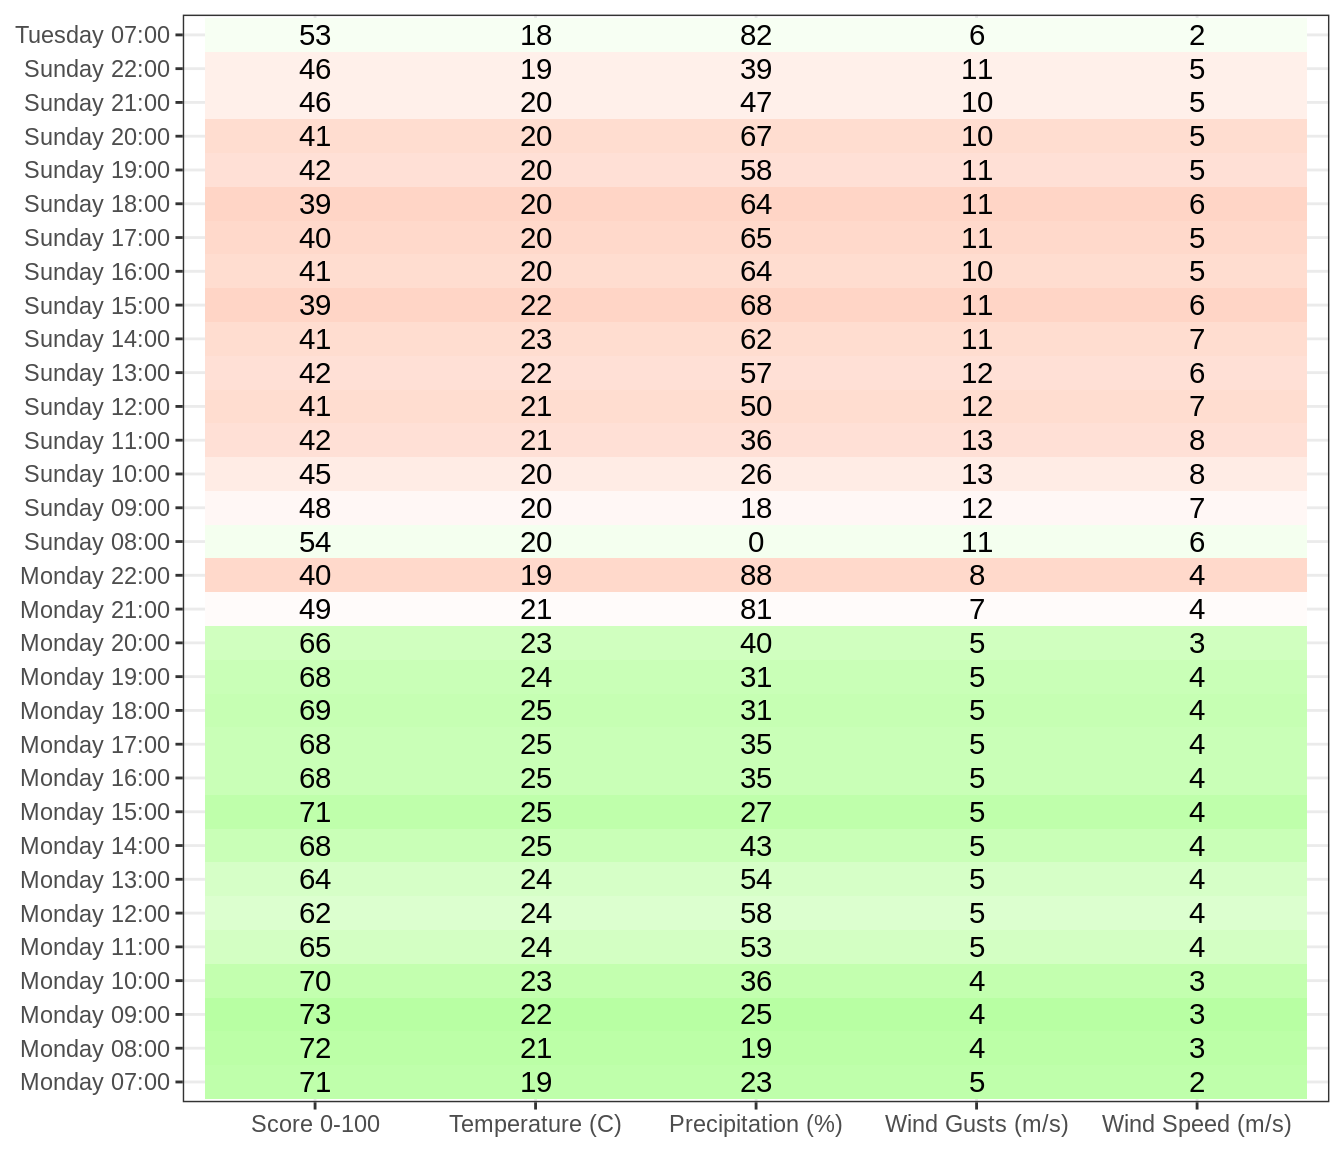 Tuesday 07:00 53 18 82 6 2
Sunday 22:00 46 19 39 11 5
Sunday 21:00 46 20 47 10 5
Sunday 20:00 41 20 67 10 5
Sunday 19:00 42 20 58 11 5
Sunday 18:00 39 20 64 11 6
Sunday 17:00 40 20 65 11 5
Sunday 16:00 41 20 64 10 5
Sunday 15:00 39 22 68 11 6
Sunday 14:00 41 23 62 11 7
Sunday 13:00 42 22 57 12 6
Sunday 12:00 41 21 50 12 7
Sunday 11:00 42 21 36 13 8
Sunday 10:00 45 20 26 13 8
Sunday 09:00 48 20 18 12 7
Sunday 08:00 54 20 0 11 6
Monday 22:00 40 19 88 8 4
Monday 21:00 49 21 81 7 4
Monday 20:00 66 23 40 5 3
Monday 19:00 68 24 31 5 4
Monday 18:00 69 25 31 5 4
Monday 17:00 68 25 35 5 4
Monday 16:00 68 25 35 5 4
Monday 15:00 71 25 27 5 4
Monday 14:00 68 25 43 5 4
Monday 13:00 64 24 54 5 4
Monday 12:00 62 24 58 5 4
Monday 11:00 65 24 53 5 4
Monday 10:00 70 23 36 4 3
Monday 09:00 73 22 25 4 3
Monday 08:00 72 21 19 4 3
Monday 07:00 71 19 23 5 2
Score 0-100 Temperature (C) Precipitation (%) Wind Gusts (m/s) Wind Speed (m/s)